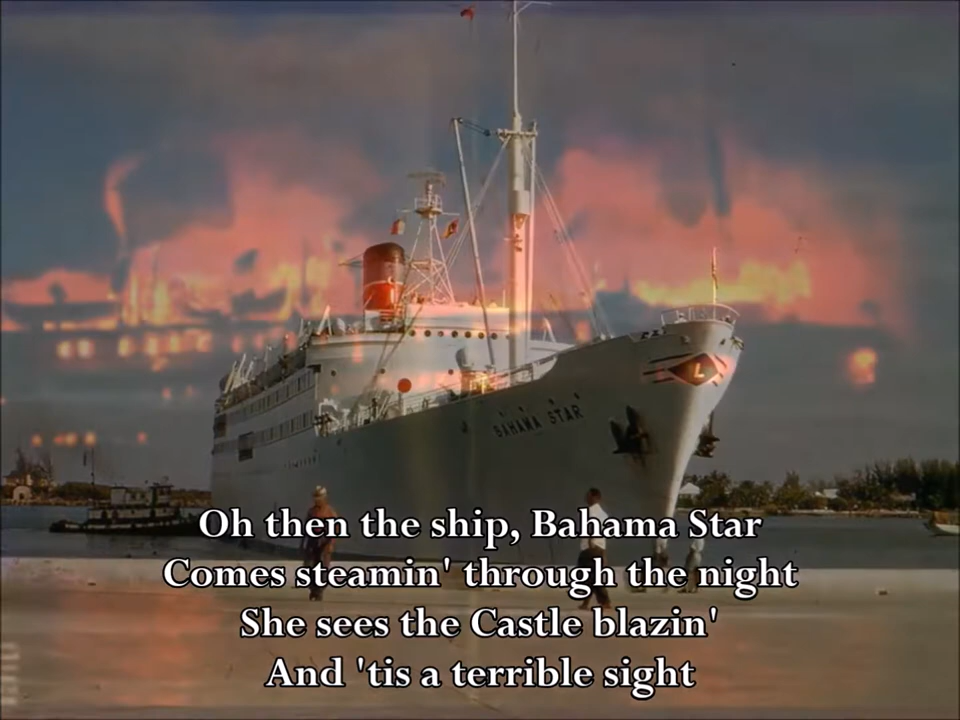 L
BAHAMA STAR
Oh then the ship, Bahama Star
Comes steamin' through the night
She sees the Castle blazin'
And 'tis a terrible sight